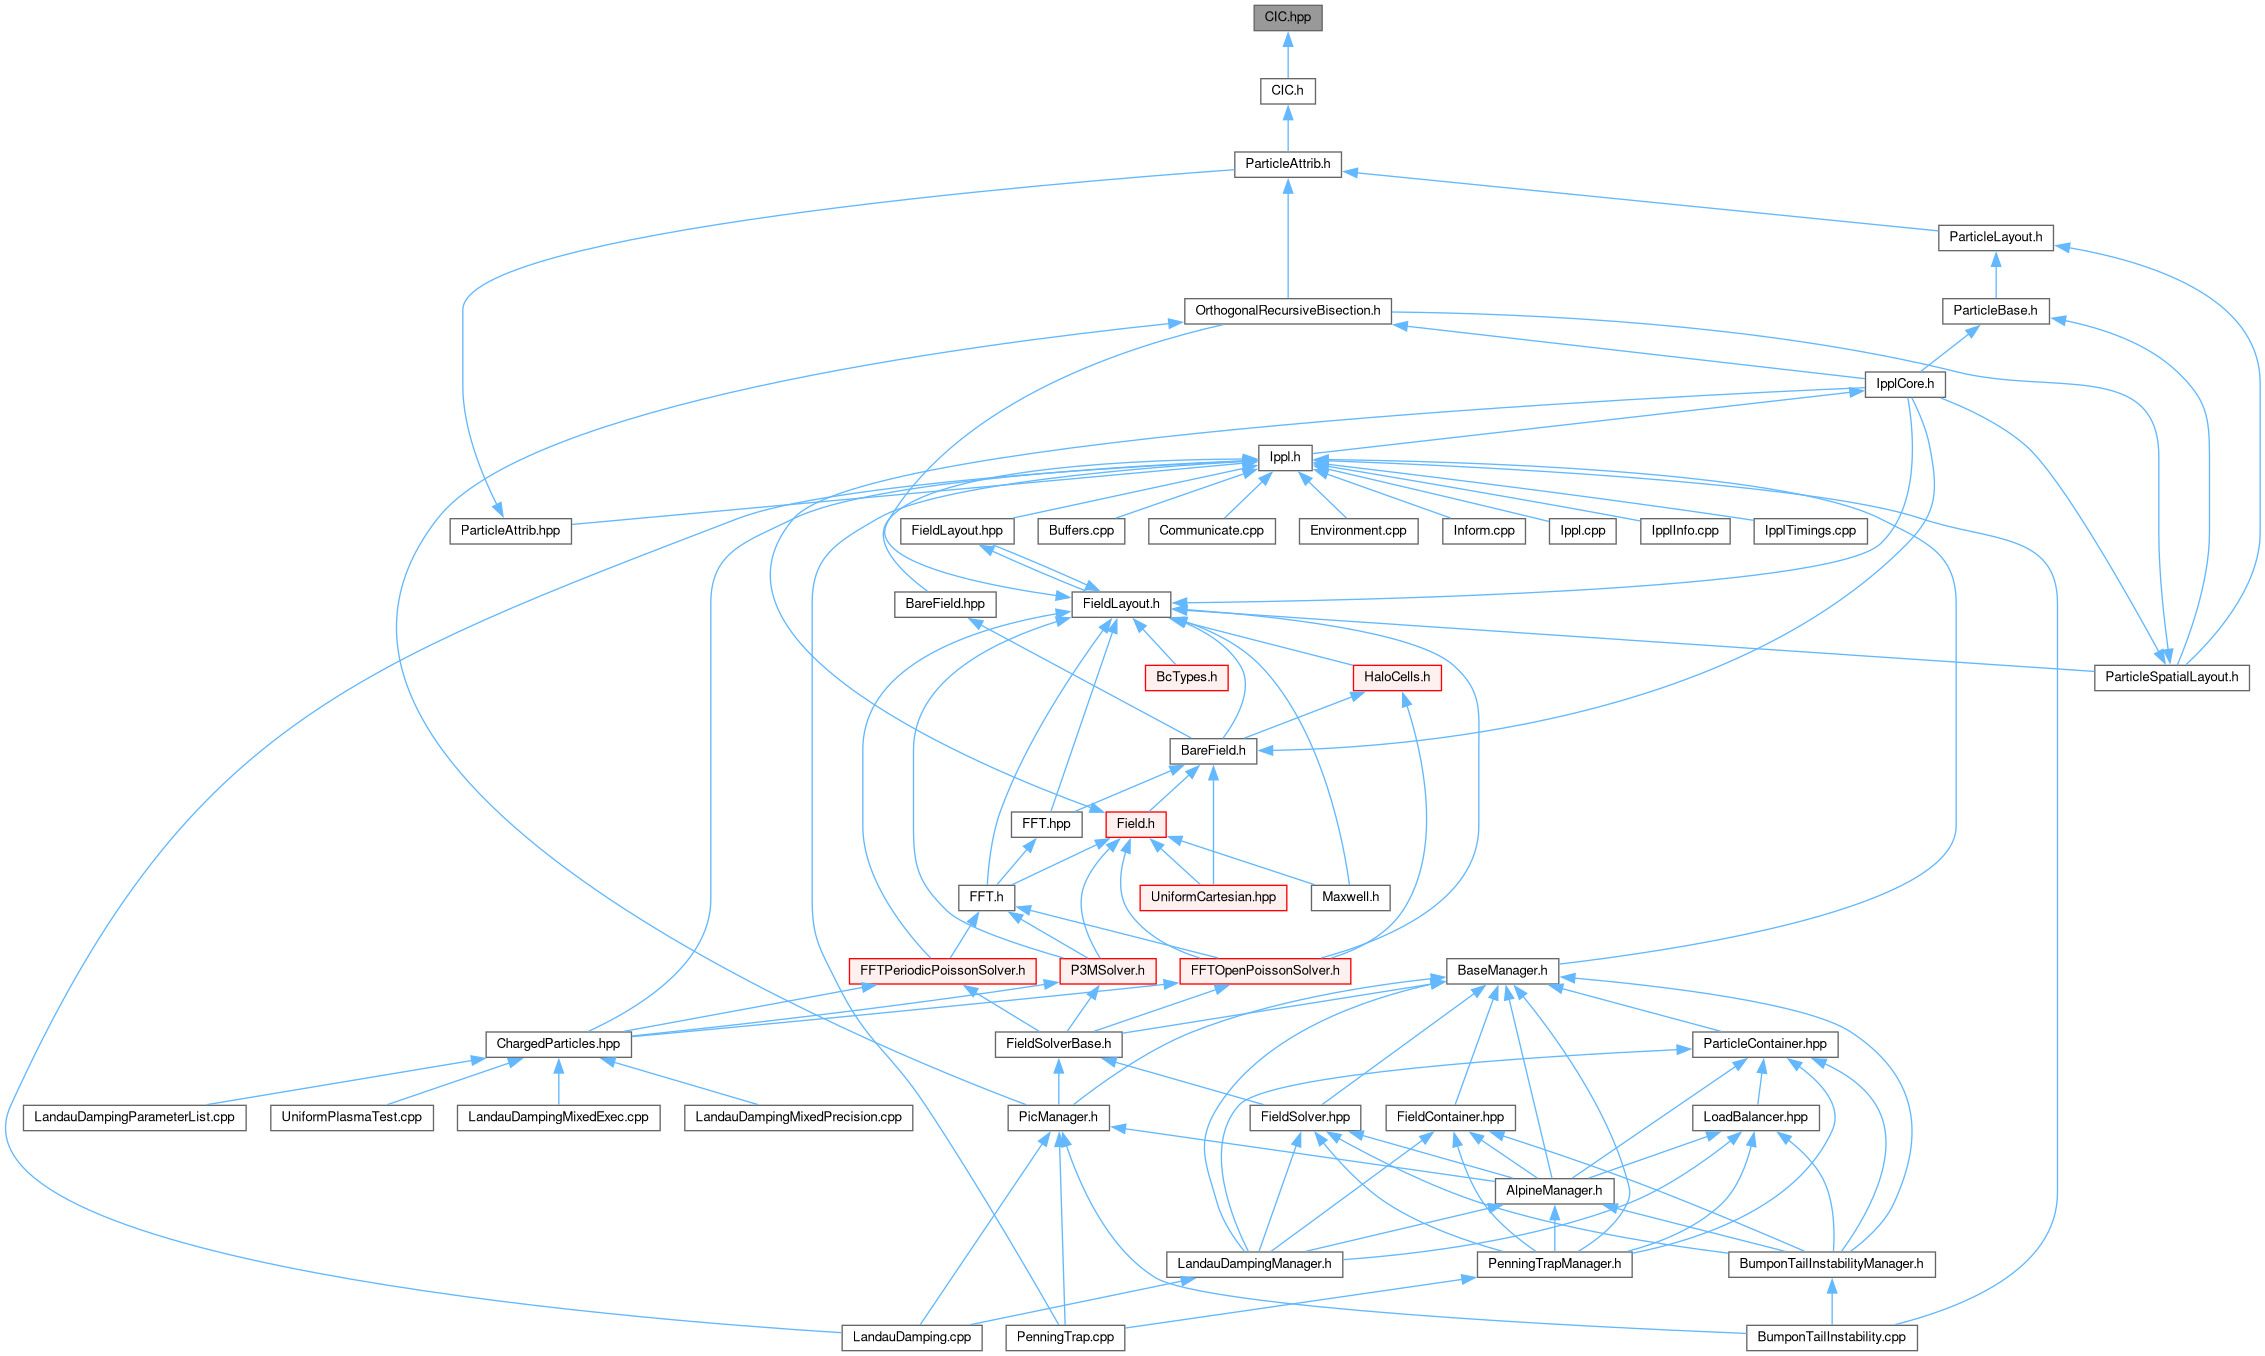 CIC.hpp
CIC.h
ParticleAttrib.h
ParticleLayout.h
OrthogonalRecursiveBisection.h
ParticleBase.h
IpplCore.h
Ippl.h
ParticleAttrib.hpp
FieldLayout.hpp
Buffers.cpp
Communicate.cpp
Environment.cpp
Inform.cpp
Ippl.cpp
IpplInfo.cpp
IpplTimings.cpp
BareField.hpp
FieldLayout.h
BcTypes.h
HaloCells.h
ParticleSpatialLayout.h
BareField.h
FFT.hpp
Field.h
FFT.h
UniformCartesian.hpp
Maxwell.h
FFTPeriodicPoissonSolver.h
P3MSolver.h
FFTOpenPoissonSolver.h
BaseManager.h
ChargedParticles.hpp
FieldSolverBase.h
ParticleContainer.hpp
LandauDampingParameterList.cpp
UniformPlasmaTest.cpp
LandauDampingMixedExec.cpp
LandauDampingMixedPrecision.cpp
PicManager.h
FieldSolver.hpp
FieldContainer.hpp
LoadBalancer.hpp
AlpineManager.h
LandauDampingManager.h
PenningTrapManager.h
BumponTailInstabilityManager.h
LandauDamping.cpp
PenningTrap.cpp
BumponTailInstability.cpp